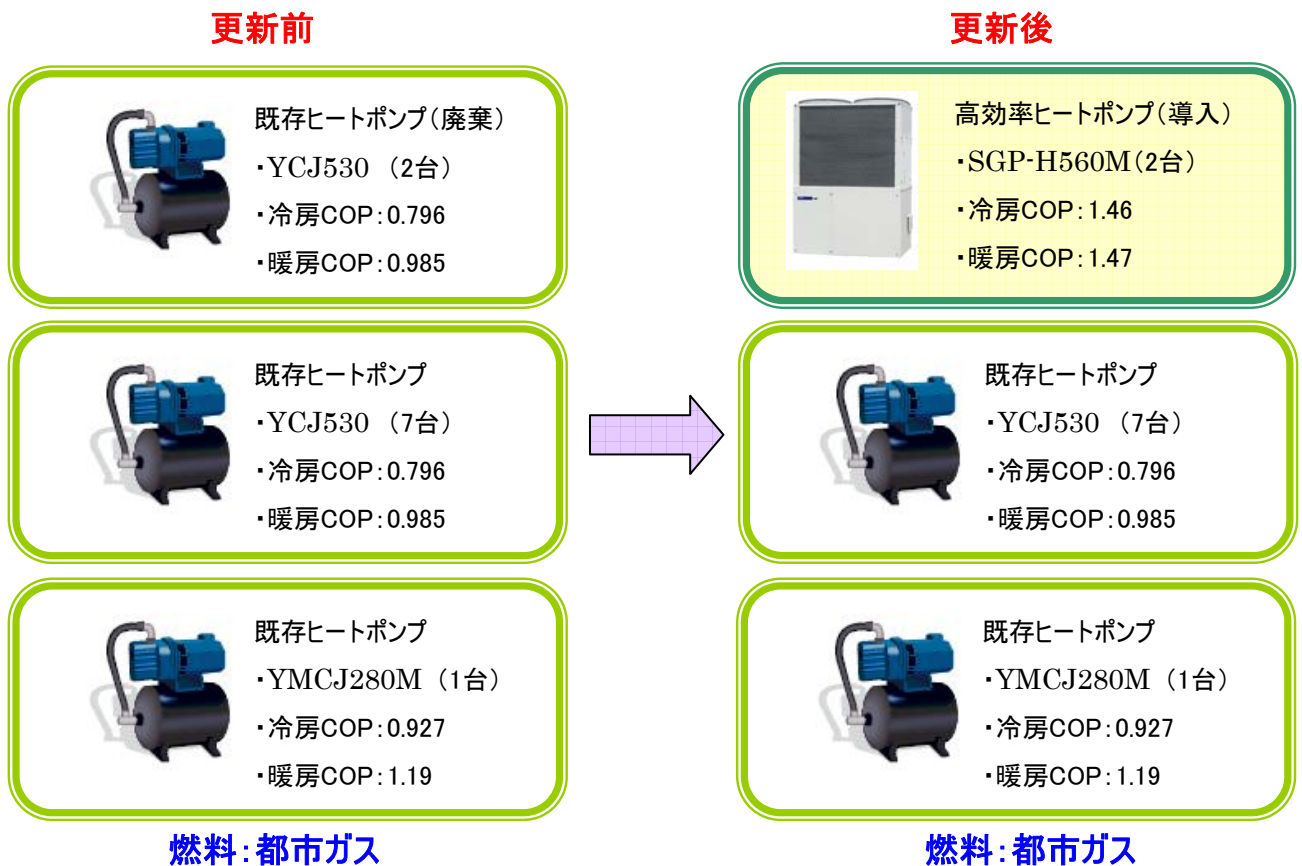 更新前
更新後
既存ヒートポンプ（廃棄）
・YCJ530 （2台）
・冷房COP：0.796
・暖房COP：0.985
高効率ヒートポンプ（導入）
・SGP-H560M（2台）
・冷房COP：1.46
・暖房COP：1.47
既存ヒートポンプ
・YCJ530 （7台）
・冷房COP：0.796
・暖房COP：0.985
既存ヒートポンプ
・YCJ530 （7台）
・冷房COP：0.796
・暖房COP：0.985
既存ヒートポンプ
・YMCJ280M （1台）
・冷房COP：0.927
・暖房COP：1.19
既存ヒートポンプ
・YMCJ280M （1台）
・冷房COP：0.927
・暖房COP：1.19
燃料：都市ガス
燃料：都市ガス